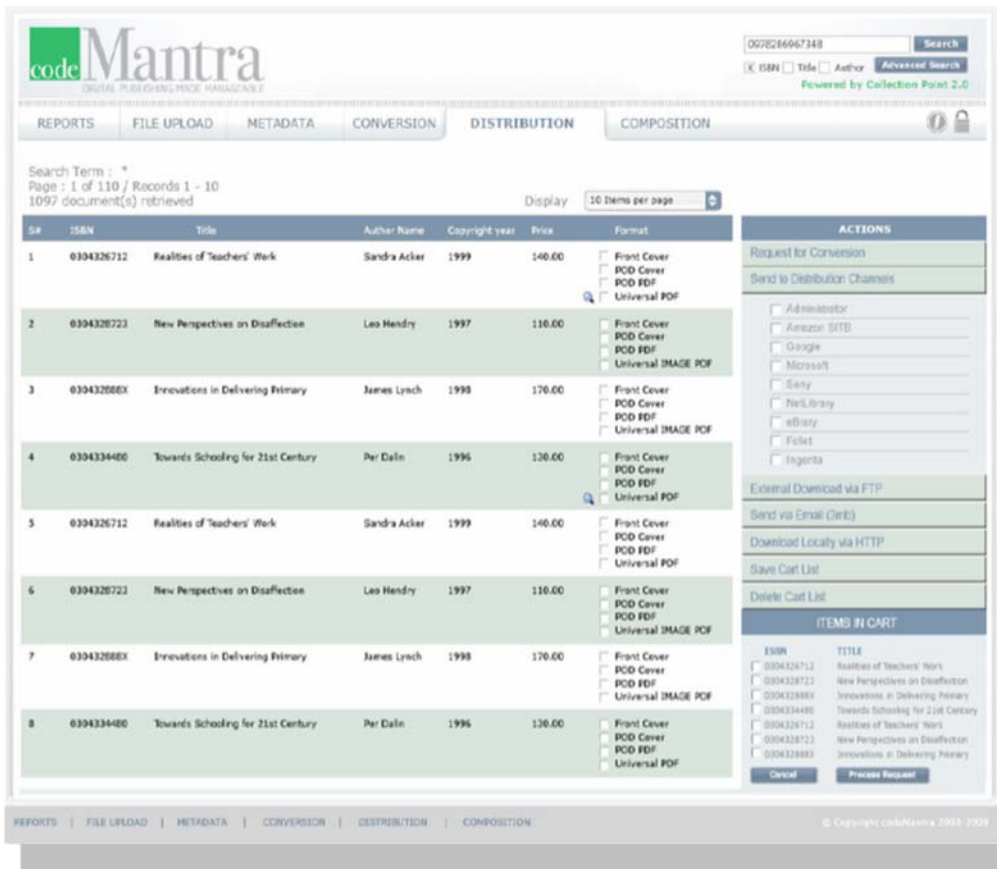 code Mantra
DIGITAL PUBLISHING MADE MANAGEABLE
0978286967348 Search
X ISBN Title Author Advanced Search
Powered by Collection Point 2.0
REPORTS FILE UPLOAD METADATA CONVERSION DISTRIBUTION COMPOSITION
Search Term : *
Page : 1 of 110 / Records 1 - 10
1097 document(s) retrieved
Display 10 Items per page
S# ISBN Title Author Name Copyright year Price Format
1 0304326712 Realities of Teachers' Work Sandra Acker 1999 140.00 Front Cover
POD Cover
POD PDF
Universal PDF
2 0304328723 New Perspectives on Disaffection Leo Hendry 1997 110.00 Front Cover
POD Cover
POD PDF
Universal IMAGE PDF
3 030432888X Innovations in Delivering Primary James Lynch 1998 170.00 Front Cover
POD Cover
POD PDF
Universal IMAGE PDF
4 0304334480 Towards Schooling for 21st Century Per Dalin 1996 130.00 Front Cover
POD Cover
POD PDF
Universal PDF
5 0304326712 Realities of Teachers' Work Sandra Acker 1999 140.00 Front Cover
POD Cover
POD PDF
Universal PDF
6 0304328723 New Perspectives on Disaffection Leo Hendry 1997 110.00 Front Cover
POD Cover
POD PDF
Universal IMAGE PDF
7 030432888X Innovations in Delivering Primary James Lynch 1998 170.00 Front Cover
POD Cover
POD PDF
Universal IMAGE PDF
8 0304334480 Towards Schooling for 21st Century Per Dalin 1996 130.00 Front Cover
POD Cover
POD PDF
Universal PDF
ACTIONS
Request for Conversion
Send to Distribution Channels
Administrator
Amazon SITB
Google
Microsoft
Sony
NetLibrary
eBrary
Follet
Ingenta
External Download via FTP
Send via Email (3mb)
Download Locally via HTTP
Save Cart List
Delete Cart List
ITEMS IN CART
ISBN TITLE
0304326712 Realities of Teachers' Work
0304328723 New Perspectives on Disaffection
030432888X Innovations in Delivering Primary
0304334480 Towards Schooling for 21st Century
0304326712 Realities of Teachers' Work
0304328723 New Perspectives on Disaffection
030432888X Innovations in Delivering Primary
Cancel Process Request
REPORTS | FILE UPLOAD | METADATA | CONVERSION | DISTRIBUTION | COMPOSITION
© Copyright codeMantra 2003-2009